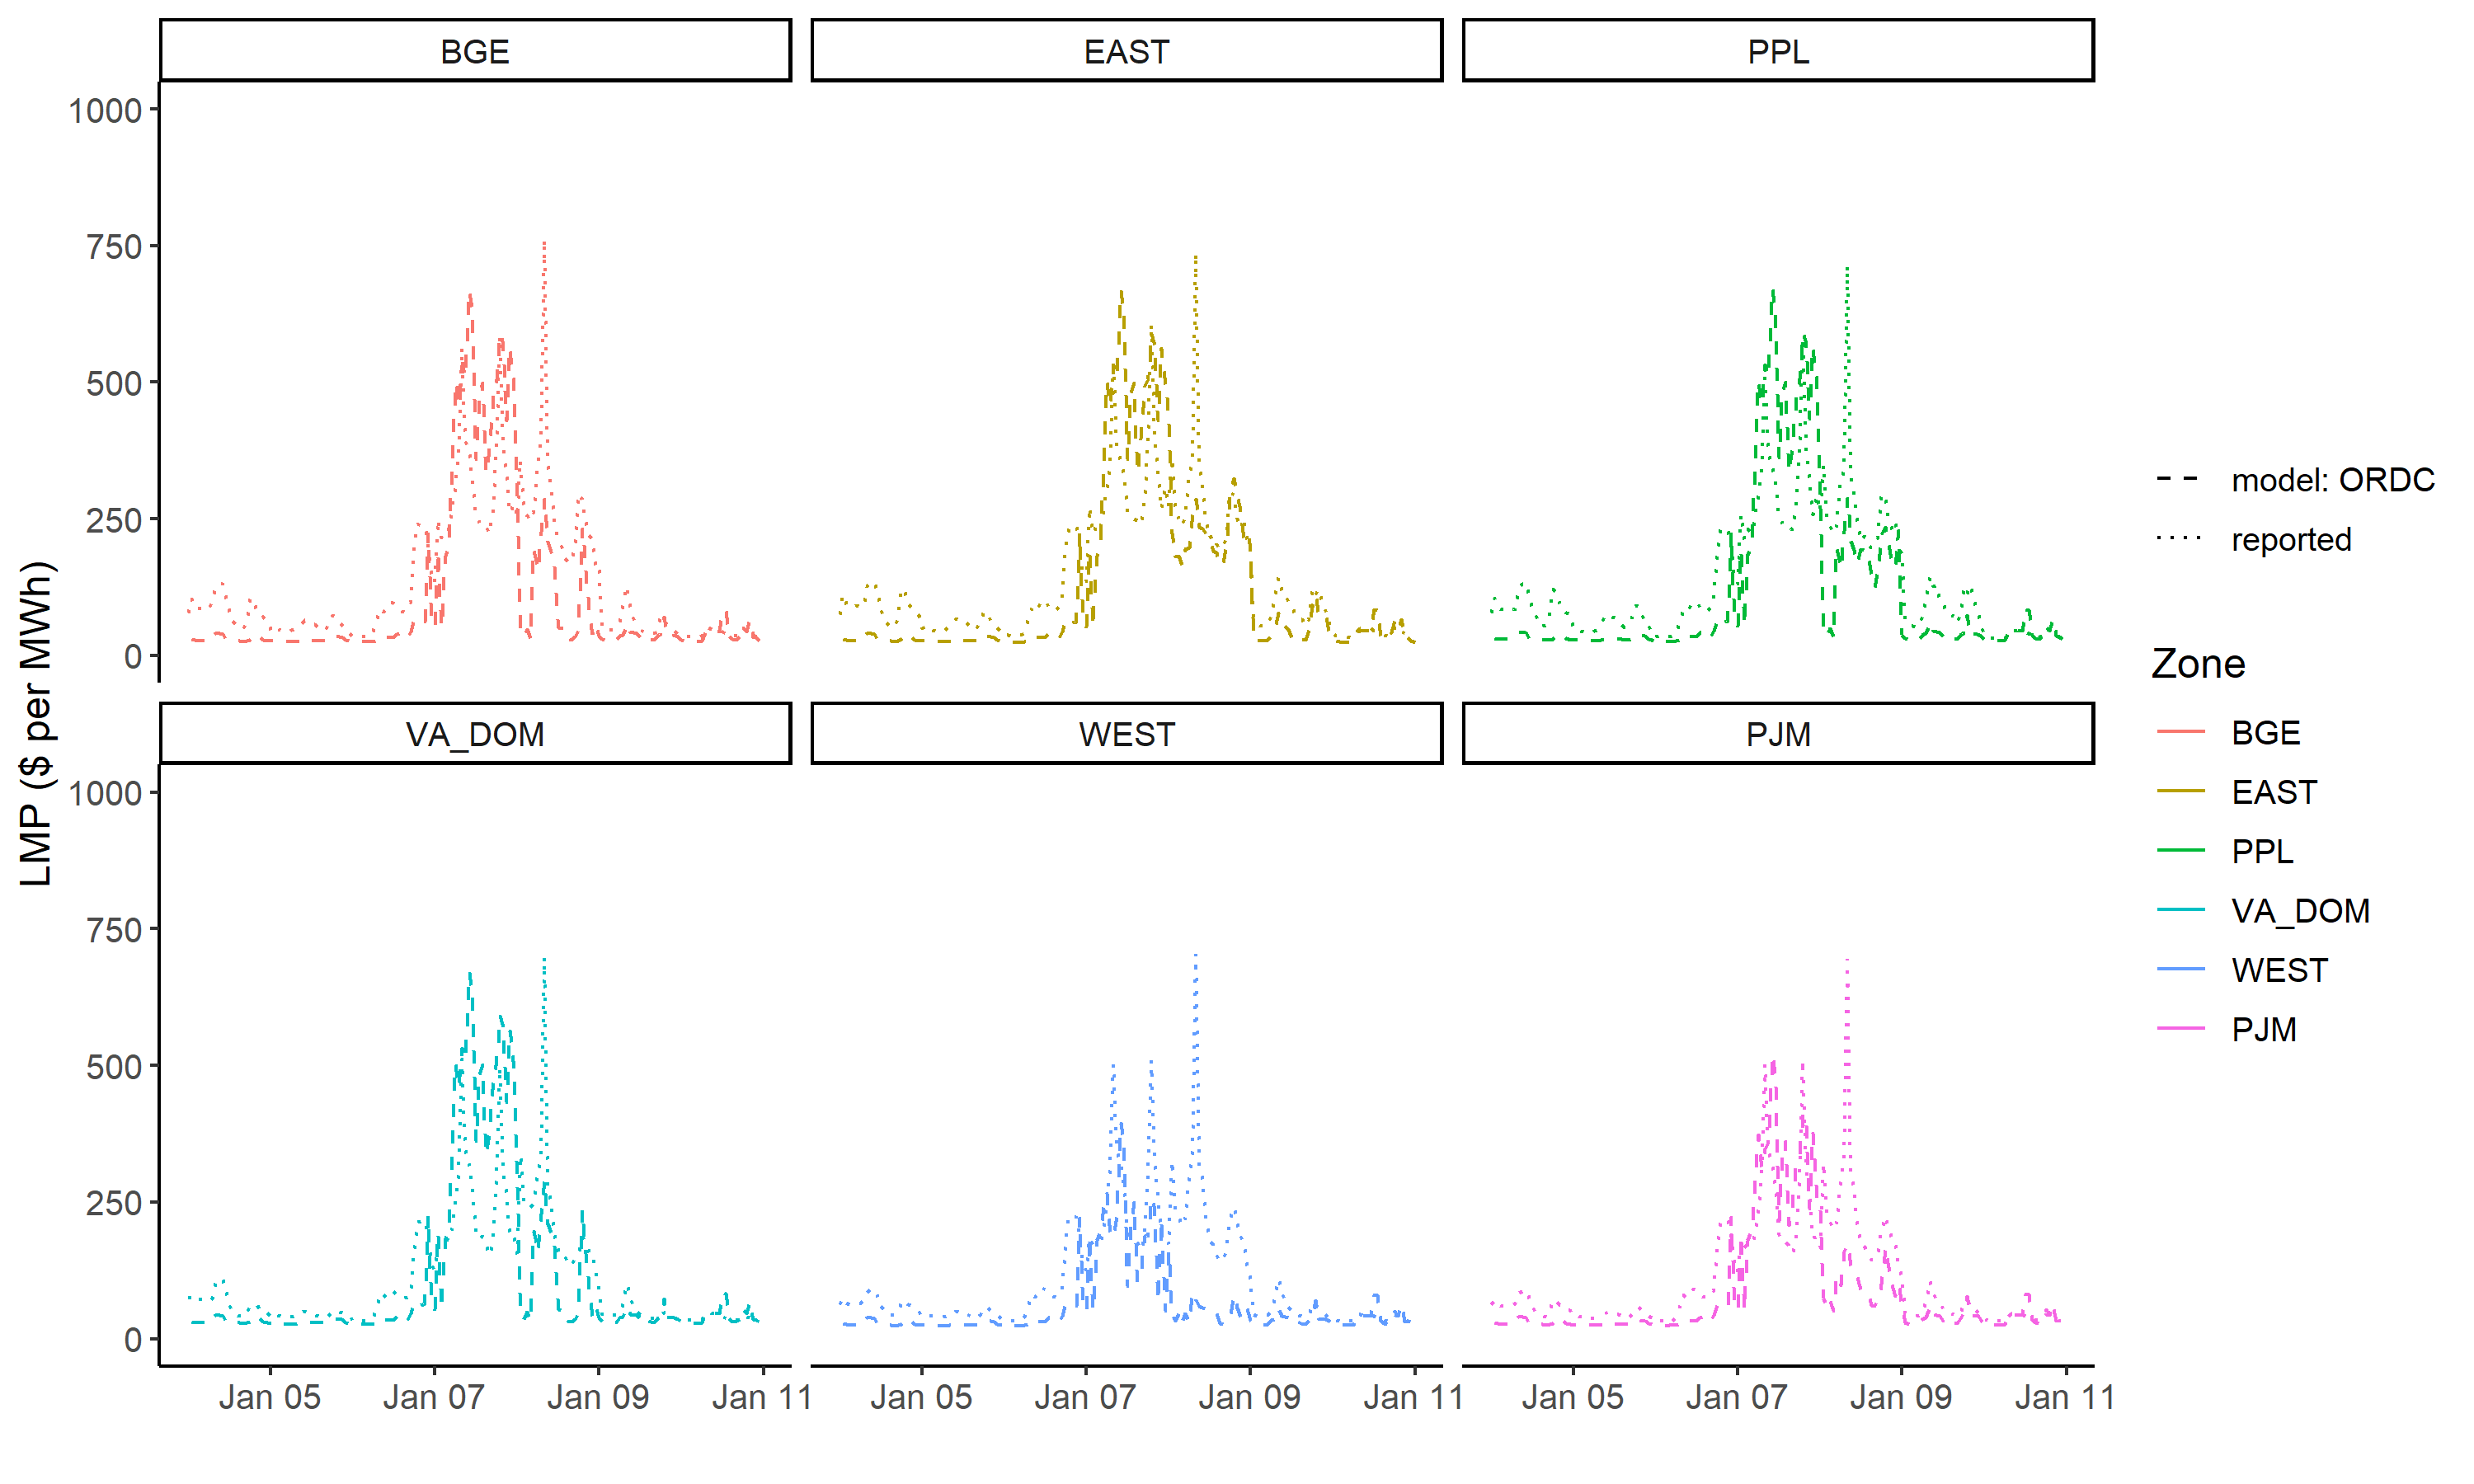 BGE
EAST
PPL
1000
750
500
250
0
VA_DOM
WEST
PJM
1000
750
500
250
0
Jan 05
Jan 07
Jan 09
Jan 11
Jan 05
Jan 07
Jan 09
Jan 11
Jan 05
Jan 07
Jan 09
Jan 11
LMP ($ per MWh)
model: ORDC
reported
Zone
BGE
EAST
PPL
VA_DOM
WEST
PJM